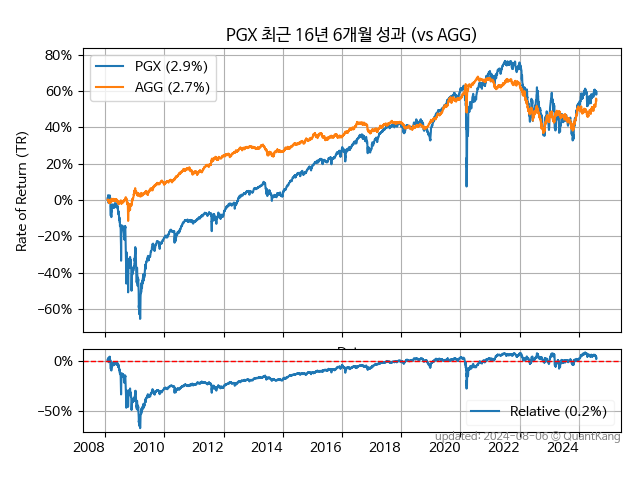 PGX 최근 16년 6개월 성과 (vs AGG)
Rate of Return (TR)
80%
60%
40%
20%
0%
−20%
−40%
−60%
PGX (2.9%)
AGG (2.7%)
0%
−50%
Relative (0.2%)
2008 2010 2012 2014 2016 2018 2020 2022 2024
updated: 2024-08-06 © QuantKang